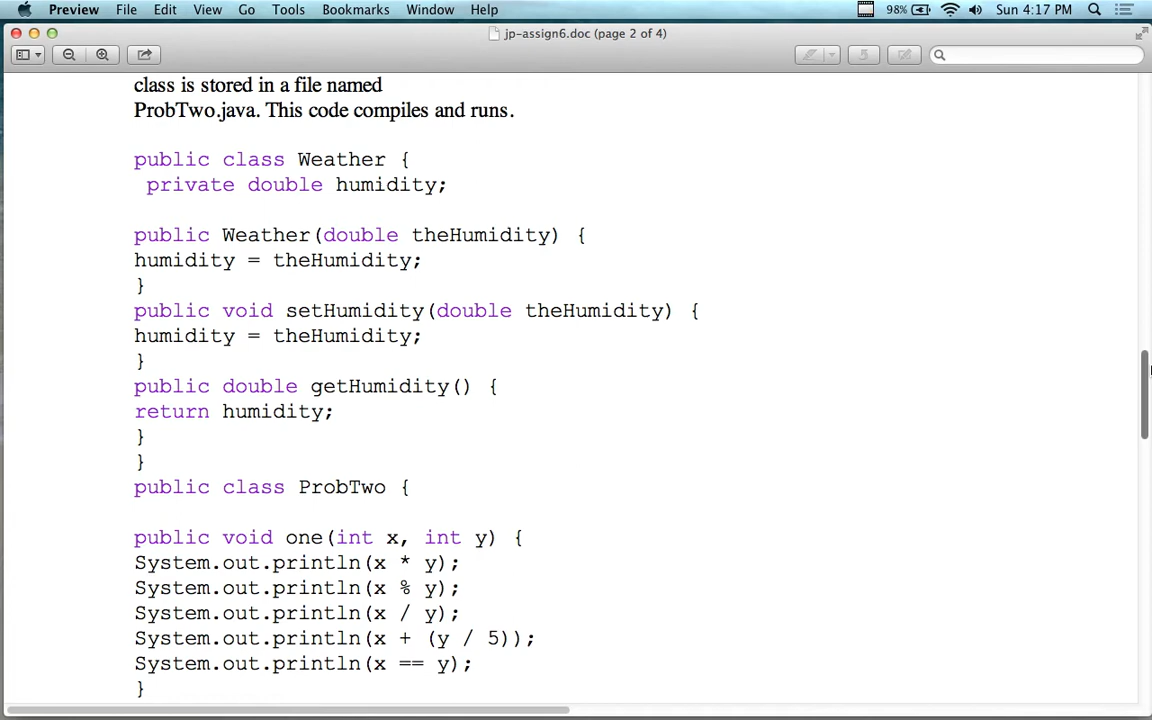 Preview File Edit View Go Tools Bookmarks Window Help 98% Sun 4:17 PM
jp-assign6.doc (page 2 of 4)
class is stored in a file named
ProbTwo.java. This code compiles and runs.
public class Weather {
private double humidity;
public Weather(double theHumidity) {
humidity = theHumidity;
}
public void setHumidity(double theHumidity) {
humidity = theHumidity;
}
public double getHumidity() {
return humidity;
}
}
public class ProbTwo {
public void one(int x, int y) {
System.out.println(x * y);
System.out.println(x % y);
System.out.println(x / y);
System.out.println(x + (y / 5));
System.out.println(x == y);
}